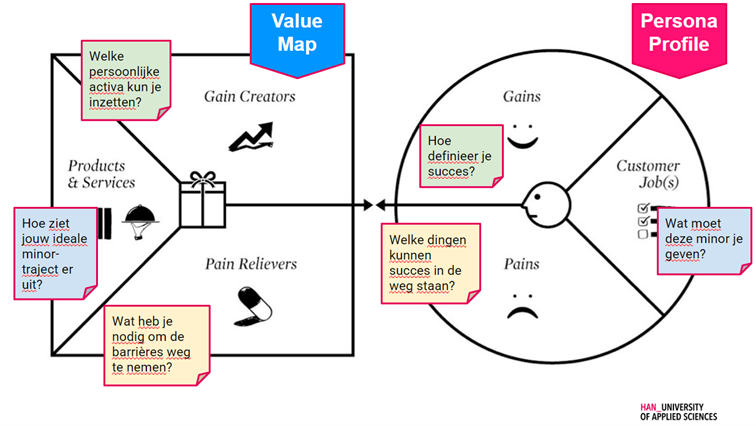 Value
Map
Persona
Profile
Welke
persoonlijke
activa kun je
inzetten?
Gain Creators
Products
& Services
Hoe ziet
jouw ideale
minor-
traject er
uit?
Pain Relievers
Wat heb je
nodig om de
barrières weg
te nemen?
Gains
Hoe
definieer je
succes?
Customer
Job(s)
Wat moet
deze minor je
geven?
Welke dingen
kunnen
succes in de
weg staan?
Pains
HAN_UNIVERSITY
OF APPLIED SCIENCES